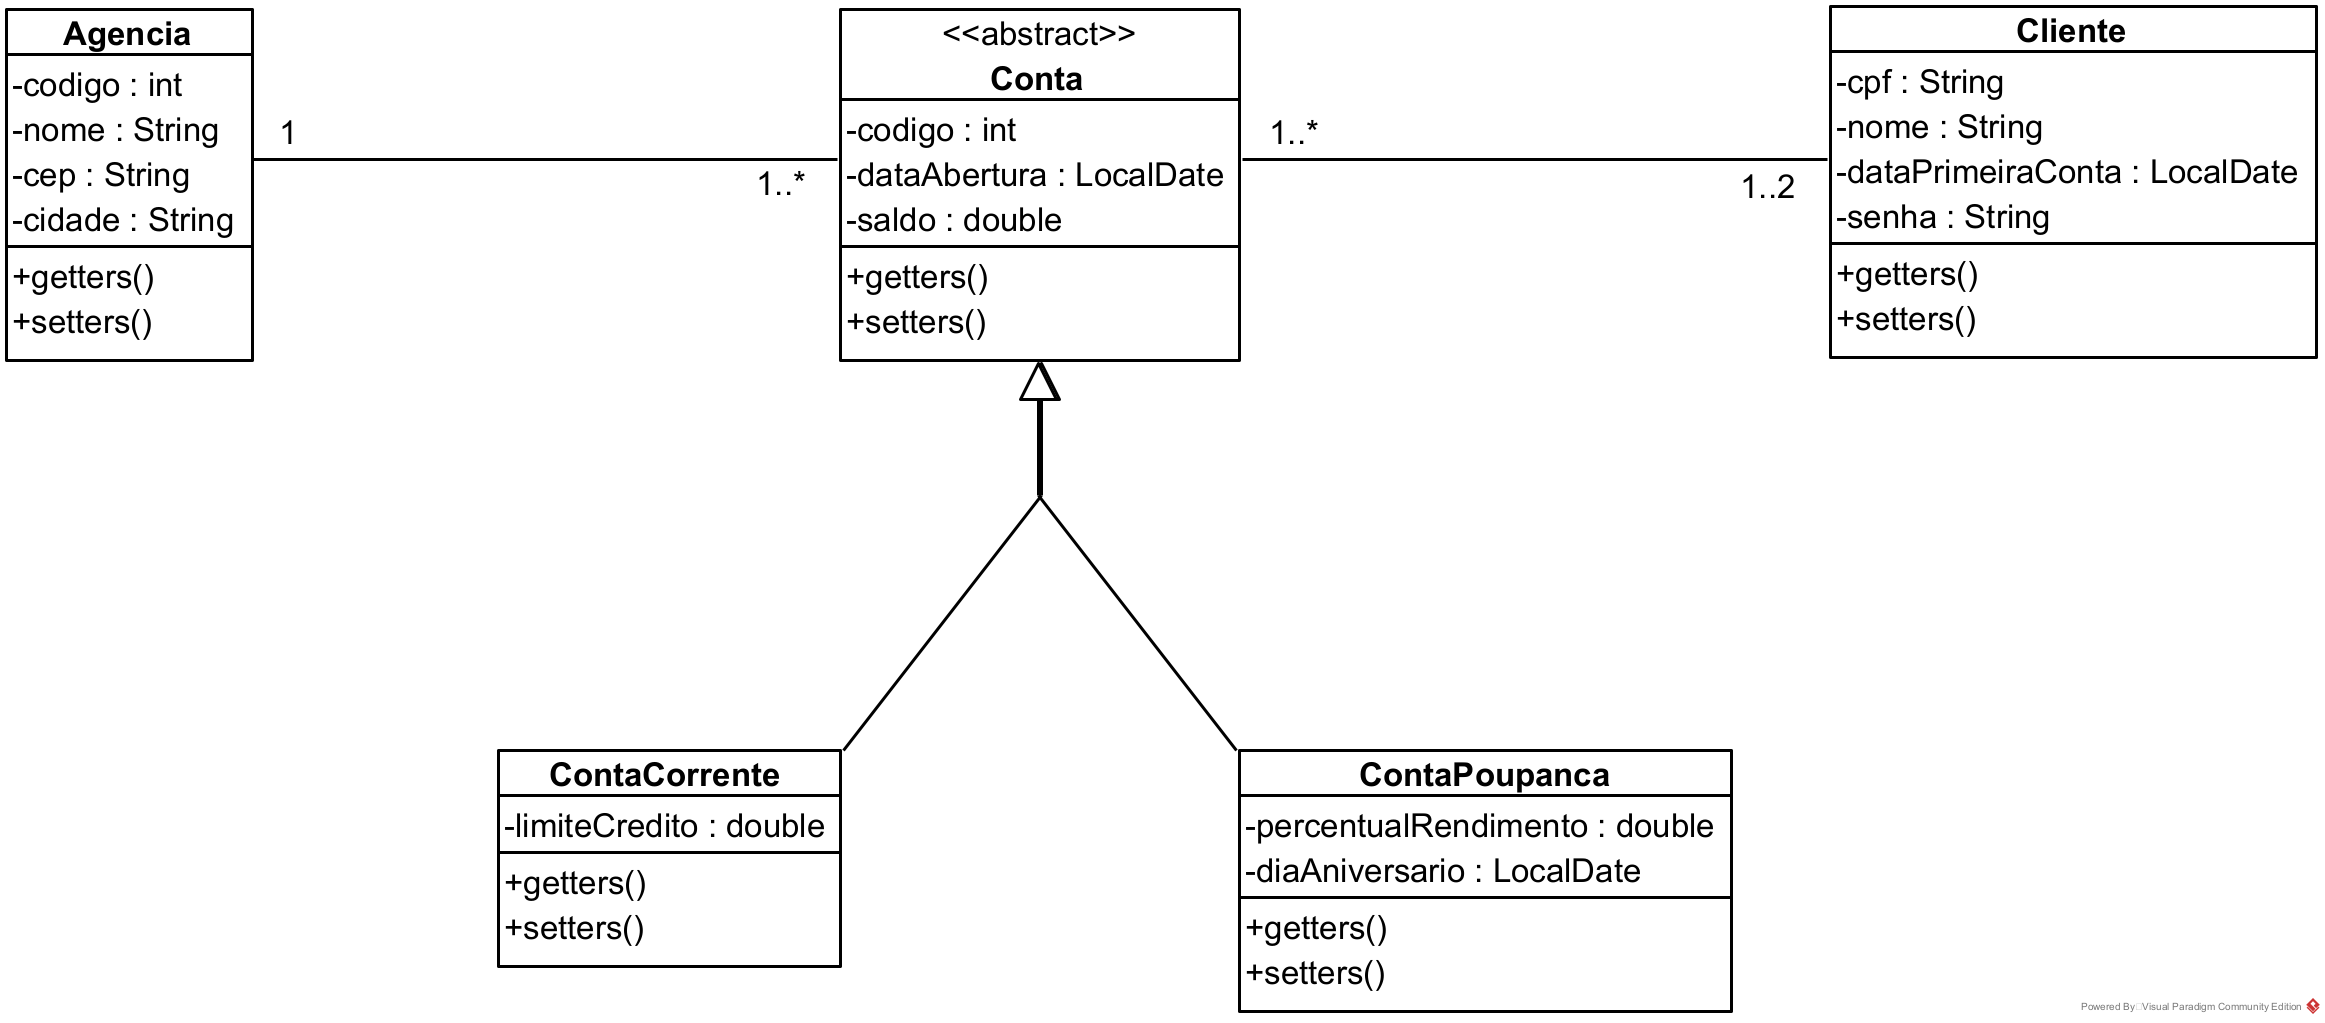 Agencia
-codigo : int
-nome : String
-cep : String
-cidade : String
+getters()
+setters()
1
1..*
<<abstract>>
Conta
-codigo : int
-dataAbertura : LocalDate
-saldo : double
+getters()
+setters()
1..*
1..2
Cliente
-cpf : String
-nome : String
-dataPrimeiraConta : LocalDate
-senha : String
+getters()
+setters()
ContaCorrente
-limiteCredito : double
+getters()
+setters()
ContaPoupanca
-percentualRendimento : double
-diaAniversario : LocalDate
+getters()
+setters()
Powered By Visual Paradigm Community Edition